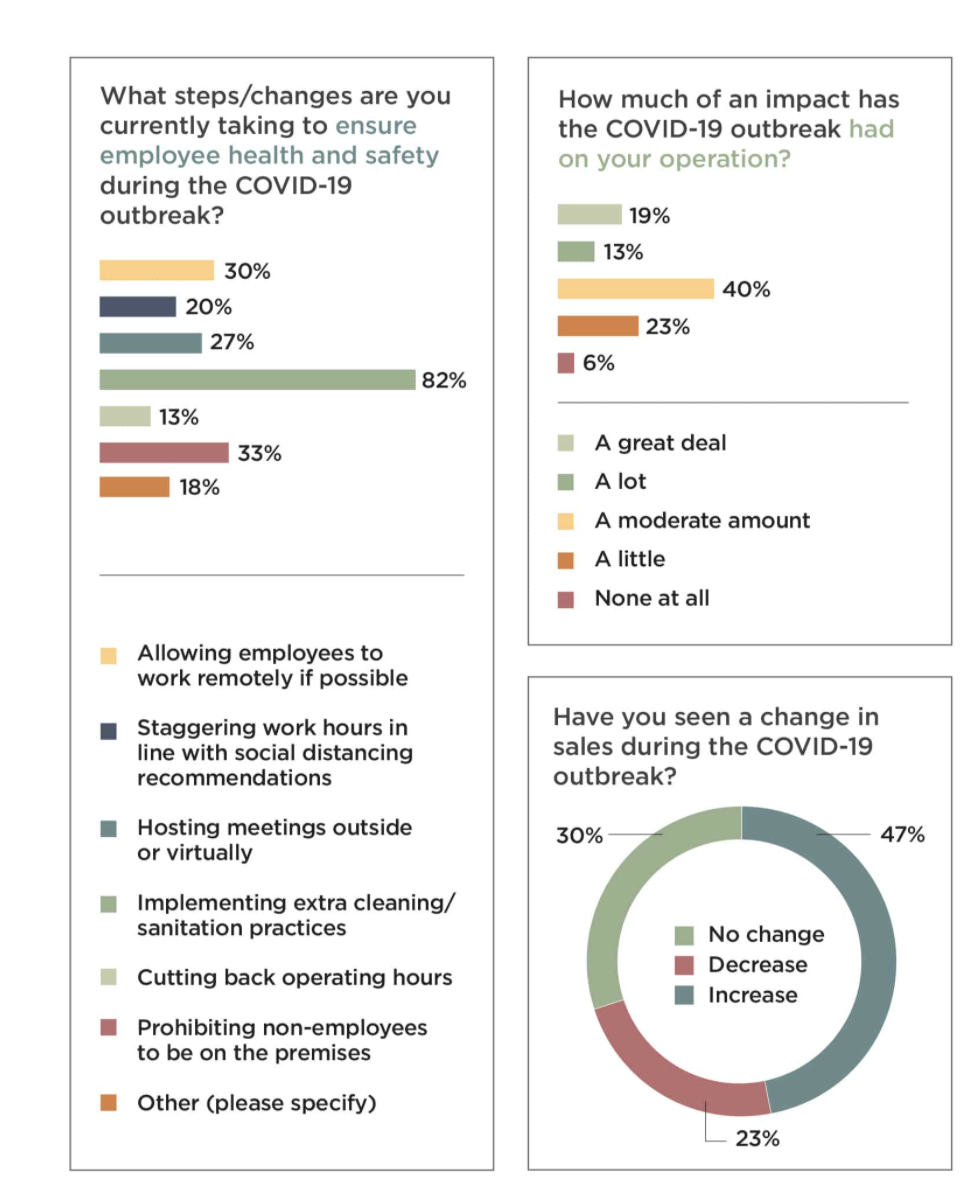 What steps/changes are you
currently taking to ensure
employee health and safety
during the COVID-19
outbreak?
30%
20%
27%
82%
13%
33%
18%
Allowing employees to
work remotely if possible
Staggering work hours in
line with social distancing
recommendations
Hosting meetings outside
or virtually
Implementing extra cleaning/
sanitation practices
Cutting back operating hours
Prohibiting non-employees
to be on the premises
Other (please specify)
How much of an impact has
the COVID-19 outbreak had
on your operation?
19%
13%
40%
23%
6%
A great deal
A lot
A moderate amount
A little
None at all
Have you seen a change in
sales during the COVID-19
outbreak?
30%
47%
No change
Decrease
Increase
23%